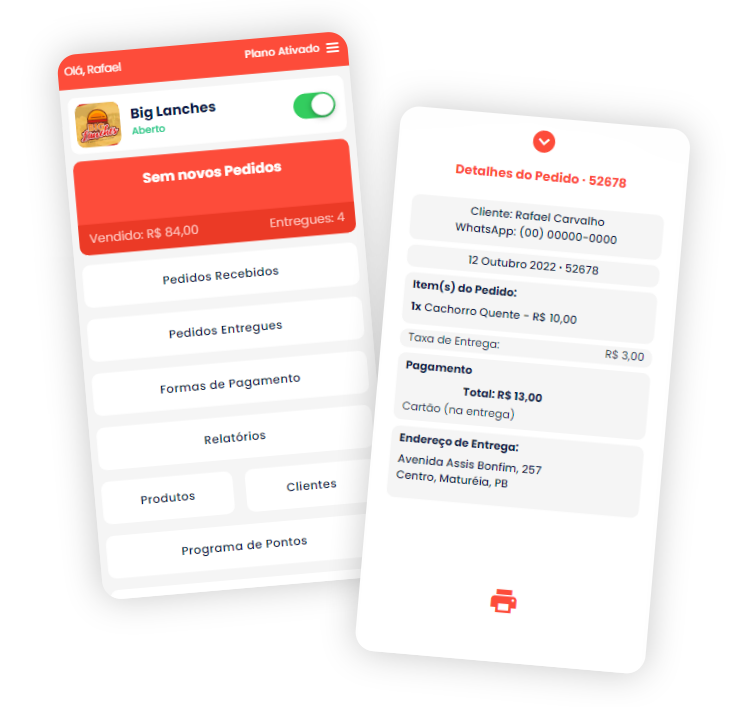 Olá, Rafael
Plano Ativado
Big Lanches
Aberto
Lanches
Sem novos Pedidos
Vendido: R$ 84,00
Entregues: 4
Pedidos Recebidos
Pedidos Entregues
Formas de Pagamento
Relatórios
Produtos
Clientes
Programa de Pontos
Detalhes do Pedido · 52678
Cliente: Rafael Carvalho
WhatsApp: (00) 00000-0000
12 Outubro 2022 · 52678
Item(s) do Pedido:
1x Cachorro Quente - R$ 10,00
Taxa de Entrega:
R$ 3,00
Pagamento
Total: R$ 13,00
Cartão (na entrega)
Endereço de Entrega:
Avenida Assis Bonfim, 257
Centro, Maturéia, PB